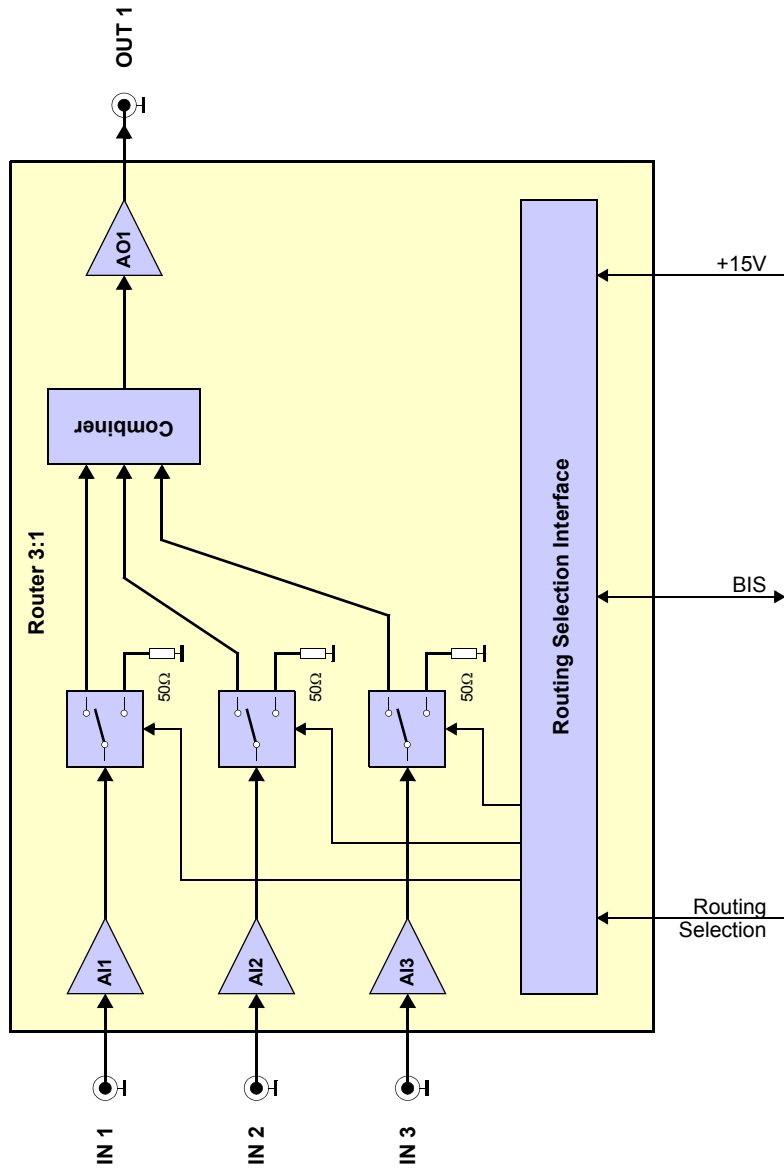 Router 3:1
IN 1
AI1
50Ω
IN 2
AI2
50Ω
IN 3
AI3
50Ω
Combiner
AO1
OUT 1
Routing Selection Interface
Routing
Selection
BIS
+15V